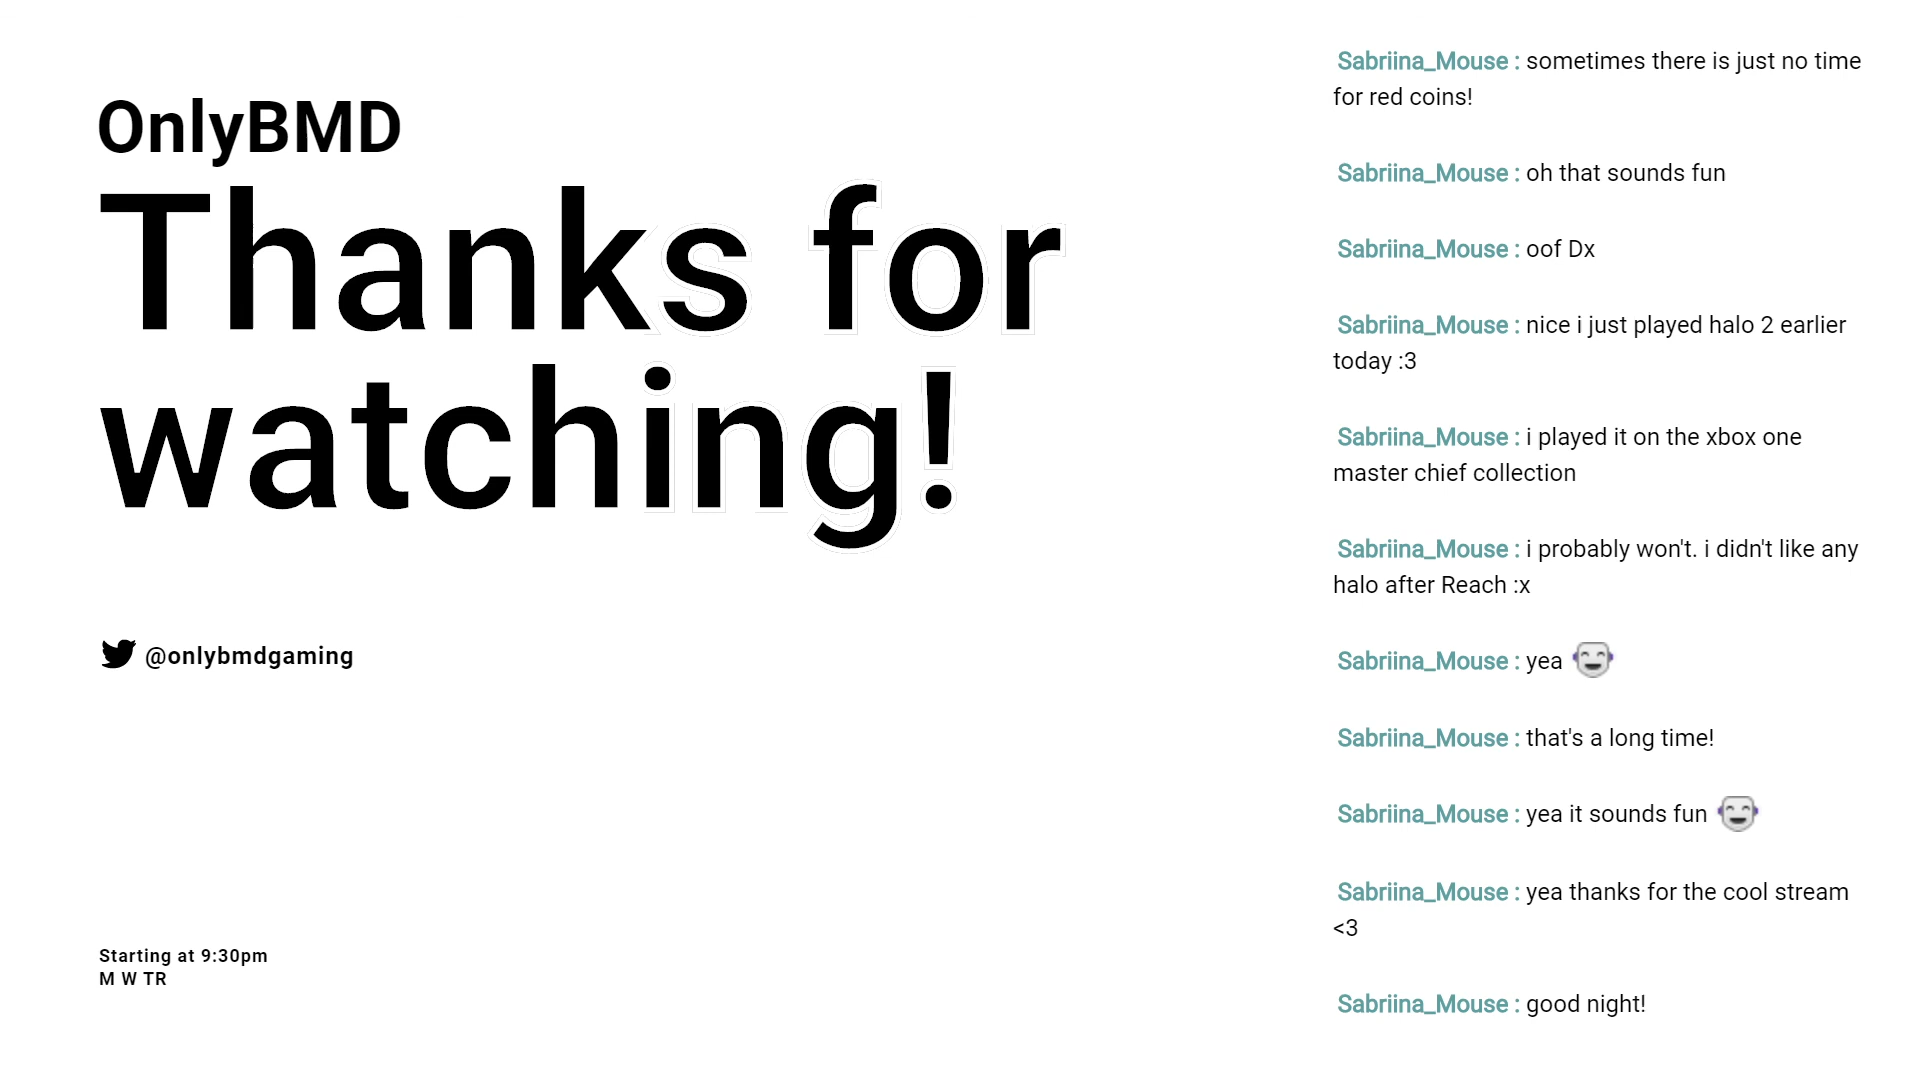 OnlyBMD
Thanks for
watching!
@onlybmdgaming
Starting at 9:30pm
M W TR
Sabriina_Mouse : sometimes there is just no time
for red coins!
Sabriina_Mouse : oh that sounds fun
Sabriina_Mouse : oof Dx
Sabriina_Mouse : nice i just played halo 2 earlier
today :3
Sabriina_Mouse : i played it on the xbox one
master chief collection
Sabriina_Mouse : i probably won't. i didn't like any
halo after Reach :x
Sabriina_Mouse : yea
Sabriina_Mouse : that's a long time!
Sabriina_Mouse : yea it sounds fun
Sabriina_Mouse : yea thanks for the cool stream
<3
Sabriina_Mouse : good night!